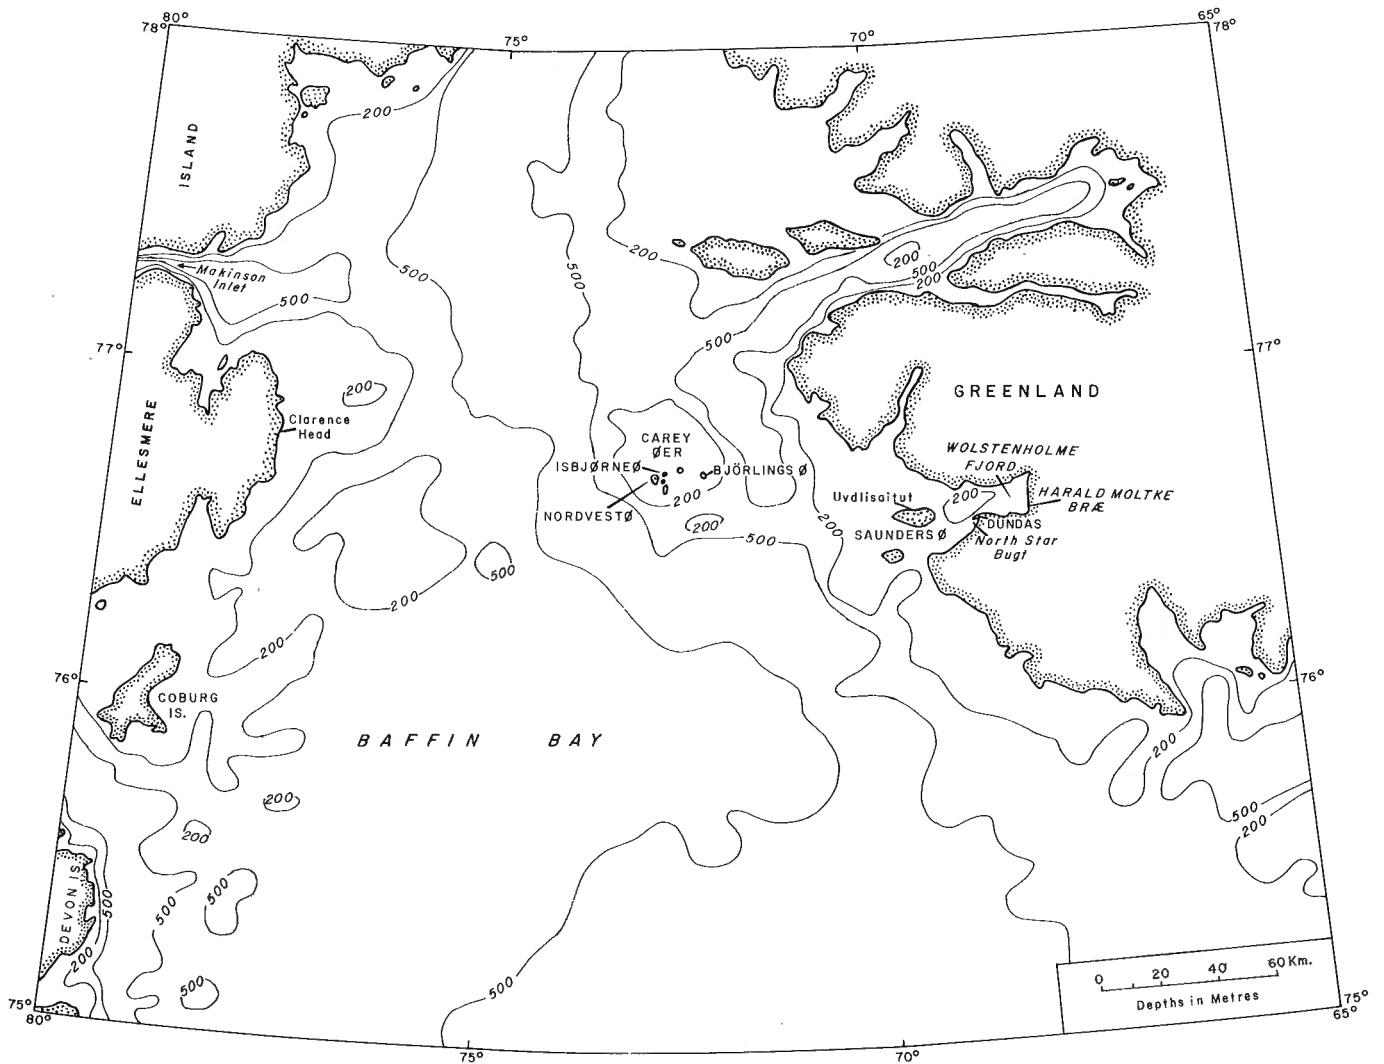 80°
78°
75°
70°
65°
78°
200
ISLAND
Makinson
Inlet
500
500
500
200
200
500
200
500
77°
77°
200
ELLESMERE
Clarence
Head
GREENLAND
CAREY
ØER
ISBJØRNEØ
BJÖRLINGS Ø
200
NORDVESTØ
200
500
WOLSTENHOLME
FJORD
HARALD MOLTKE
BRÆ
200
Uvdlisaitut
SAUNDERS Ø
DUNDAS
North Star
Bugt
200
500
200
200
76°
76°
COBURG
IS.
BAFFIN BAY
200
200
200
500
200
DEVON IS.
500
500
500
200
500
500
0 20 40 60 Km.
Depths in Metres
75°
80°
75°
70°
75°
65°